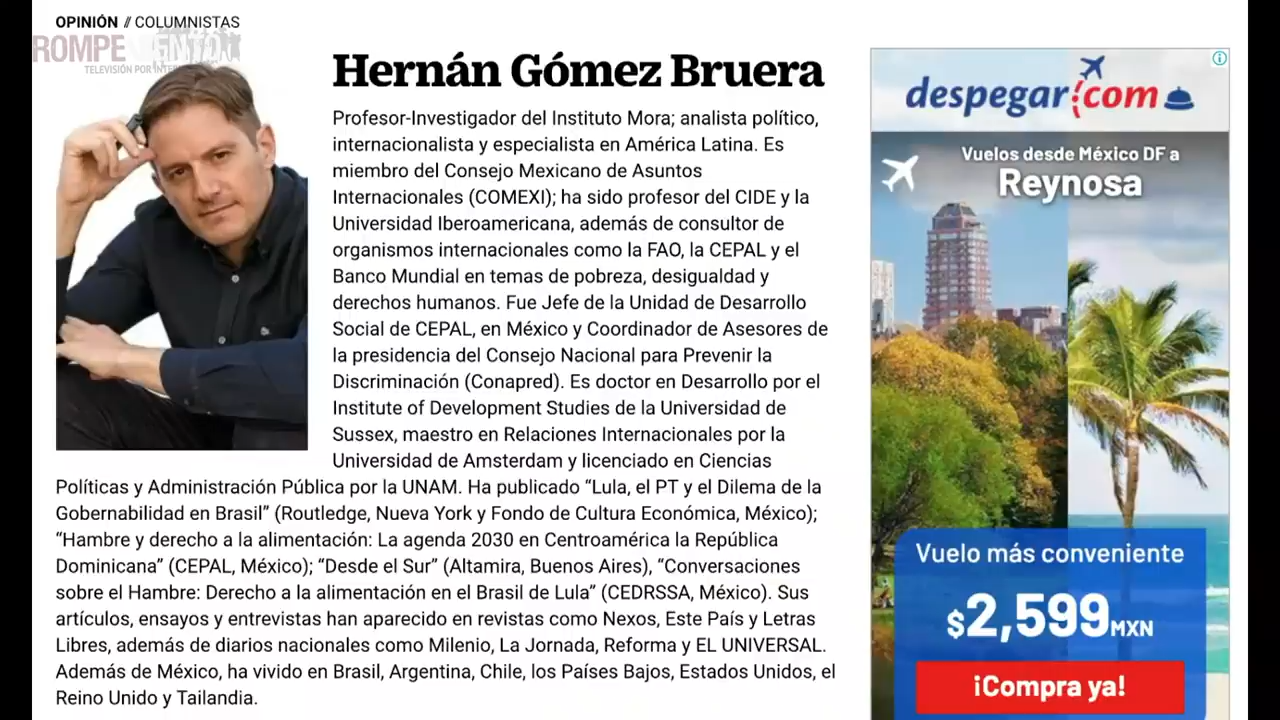 OPINIÓN // COLUMNISTAS
ROMPEVIENTO
TELEVISIÓN POR INTER
Hernán Gómez Bruera
Profesor-Investigador del Instituto Mora; analista político,
internacionalista y especialista en América Latina. Es
miembro del Consejo Mexicano de Asuntos
Internacionales (COMEXI); ha sido profesor del CIDE y la
Universidad Iberoamericana, además de consultor de
organismos internacionales como la FAO, la CEPAL y el
Banco Mundial en temas de pobreza, desigualdad y
derechos humanos. Fue Jefe de la Unidad de Desarrollo
Social de CEPAL, en México y Coordinador de Asesores de
la presidencia del Consejo Nacional para Prevenir la
Discriminación (Conapred). Es doctor en Desarrollo por el
Institute of Development Studies de la Universidad de
Sussex, maestro en Relaciones Internacionales por la
Universidad de Amsterdam y licenciado en Ciencias
Políticas y Administración Pública por la UNAM. Ha publicado “Lula, el PT y el Dilema de la
Gobernabilidad en Brasil” (Routledge, Nueva York y Fondo de Cultura Económica, México);
“Hambre y derecho a la alimentación: La agenda 2030 en Centroamérica la República
Dominicana” (CEPAL, México); “Desde el Sur” (Altamira, Buenos Aires), “Conversaciones
sobre el Hambre: Derecho a la alimentación en el Brasil de Lula” (CEDRSSA, México). Sus
artículos, ensayos y entrevistas han aparecido en revistas como Nexos, Este País y Letras
Libres, además de diarios nacionales como Milenio, La Jornada, Reforma y EL UNIVERSAL.
Además de México, ha vivido en Brasil, Argentina, Chile, los Países Bajos, Estados Unidos, el
Reino Unido y Tailandia.
despegar.com
Vuelos desde México DF a
Reynosa
Vuelo más conveniente
$2,599MXN
¡Compra ya!